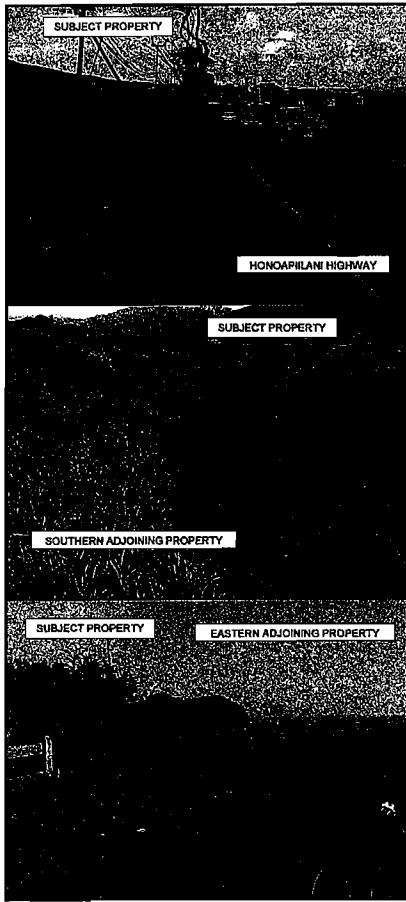 SUBJECT PROPERTY
HONOAPIILANI HIGHWAY
SUBJECT PROPERTY
SOUTHERN ADJOINING PROPERTY
SUBJECT PROPERTY
EASTERN ADJOINING PROPERTY